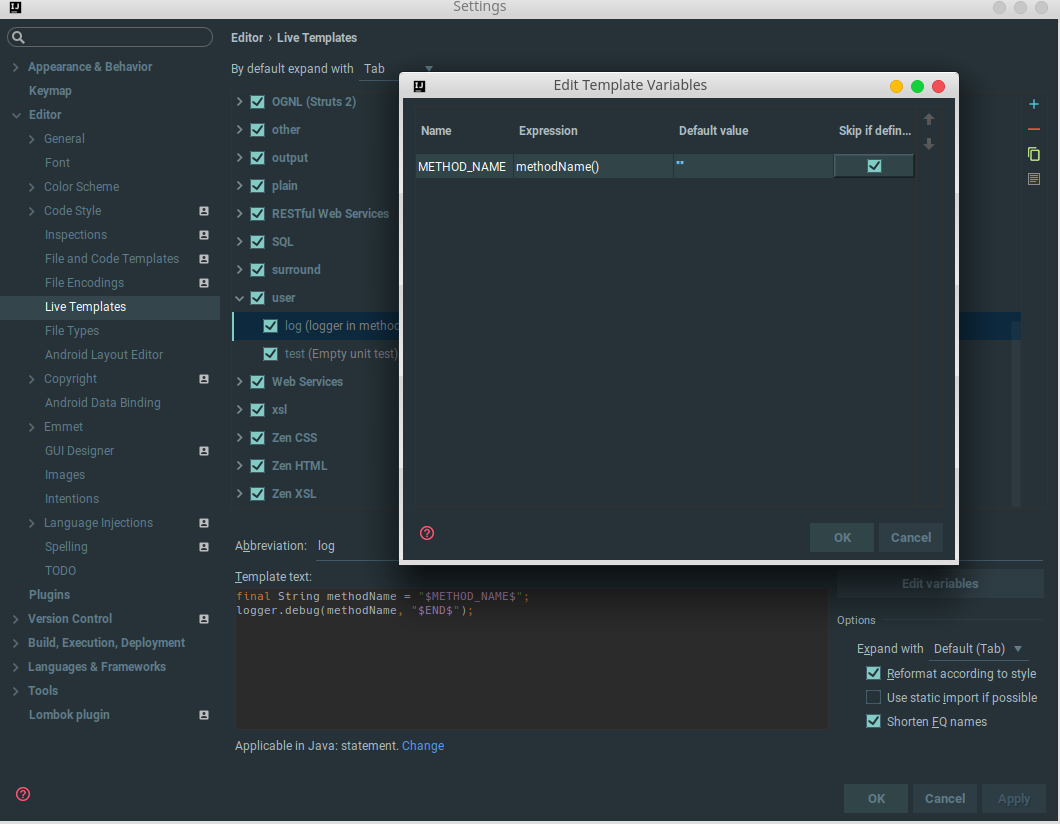 Settings
Editor › Live Templates
By default expand with Tab
Appearance & Behavior
Keymap
Editor
General
Font
Color Scheme
Code Style
Inspections
File and Code Templates
File Encodings
Live Templates
File Types
Android Layout Editor
Copyright
Android Data Binding
Emmet
GUI Designer
Images
Intentions
Language Injections
Spelling
TODO
Plugins
Version Control
Build, Execution, Deployment
Languages & Frameworks
Tools
Lombok plugin
OGNL (Struts 2)
other
output
plain
RESTful Web Services
SQL
surround
user
log (logger in method
test (Empty unit test)
Web Services
xsl
Zen CSS
Zen HTML
Zen XSL
Edit Template Variables
Name Expression Default value Skip if defin...
METHOD_NAME methodName() ""
OK Cancel
Abbreviation: log
Template text:
final String methodName = "$METHOD_NAME$";
logger.debug(methodName, "$END$");
Edit variables
Options
Expand with Default (Tab)
Reformat according to style
Use static import if possible
Shorten FQ names
Applicable in Java: statement. Change
OK Cancel Apply